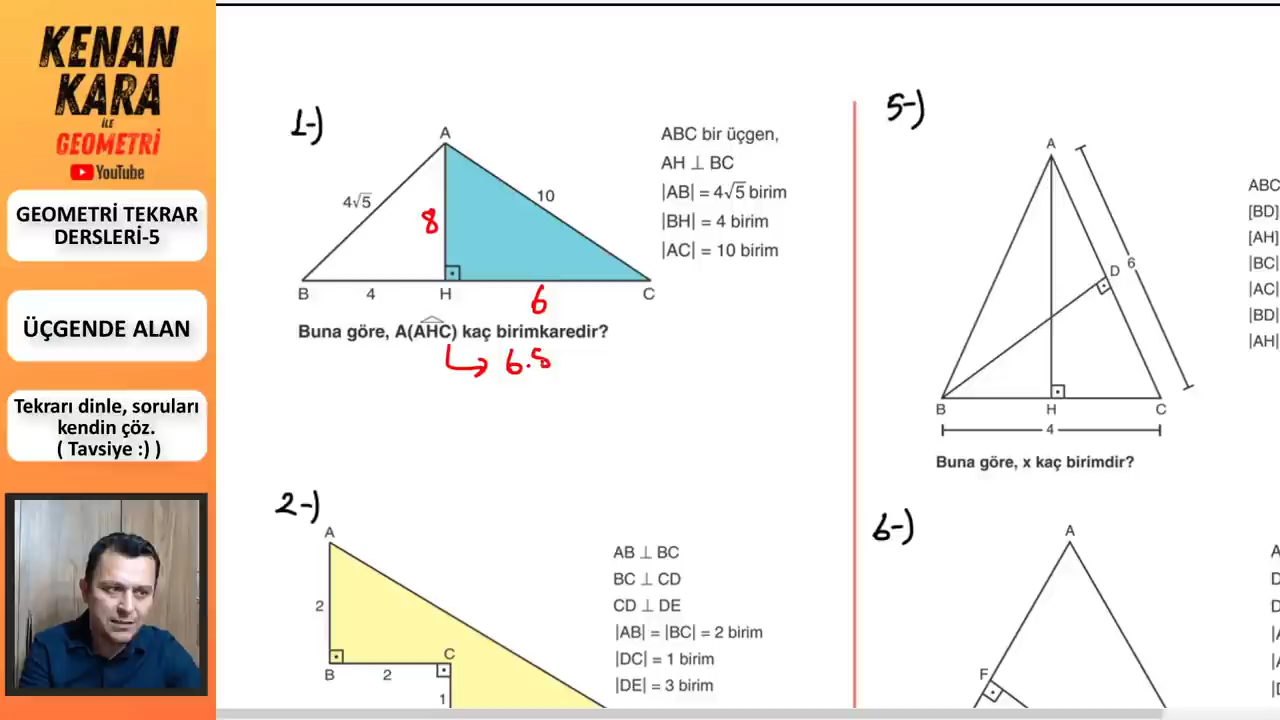 KENAN
KARA
İLE
GEOMETRİ
YouTube
GEOMETRİ TEKRAR
DERSLERİ-5
ÜÇGENDE ALAN
Tekrarı dinle, soruları
kendin çöz.
( Tavsiye :) )
1-)
A
4√5
10
8
B
4
H
6
C
ABC bir üçgen,
AH ⊥ BC
|AB| = 4√5 birim
|BH| = 4 birim
|AC| = 10 birim
Buna göre, A(AHC) kaç birimkaredir?
6.8
2-)
A
2
B
2
C
1
AB ⊥ BC
BC ⊥ CD
CD ⊥ DE
|AB| = |BC| = 2 birim
|DC| = 1 birim
|DE| = 3 birim
5-)
A
D
6
B
H
C
4
ABC
[BD]
[AH]
|BC|
|AC|
|BD|
|AH|
Buna göre, x kaç birimdir?
6-)
A
F
A
D
D
|A
|A
|D